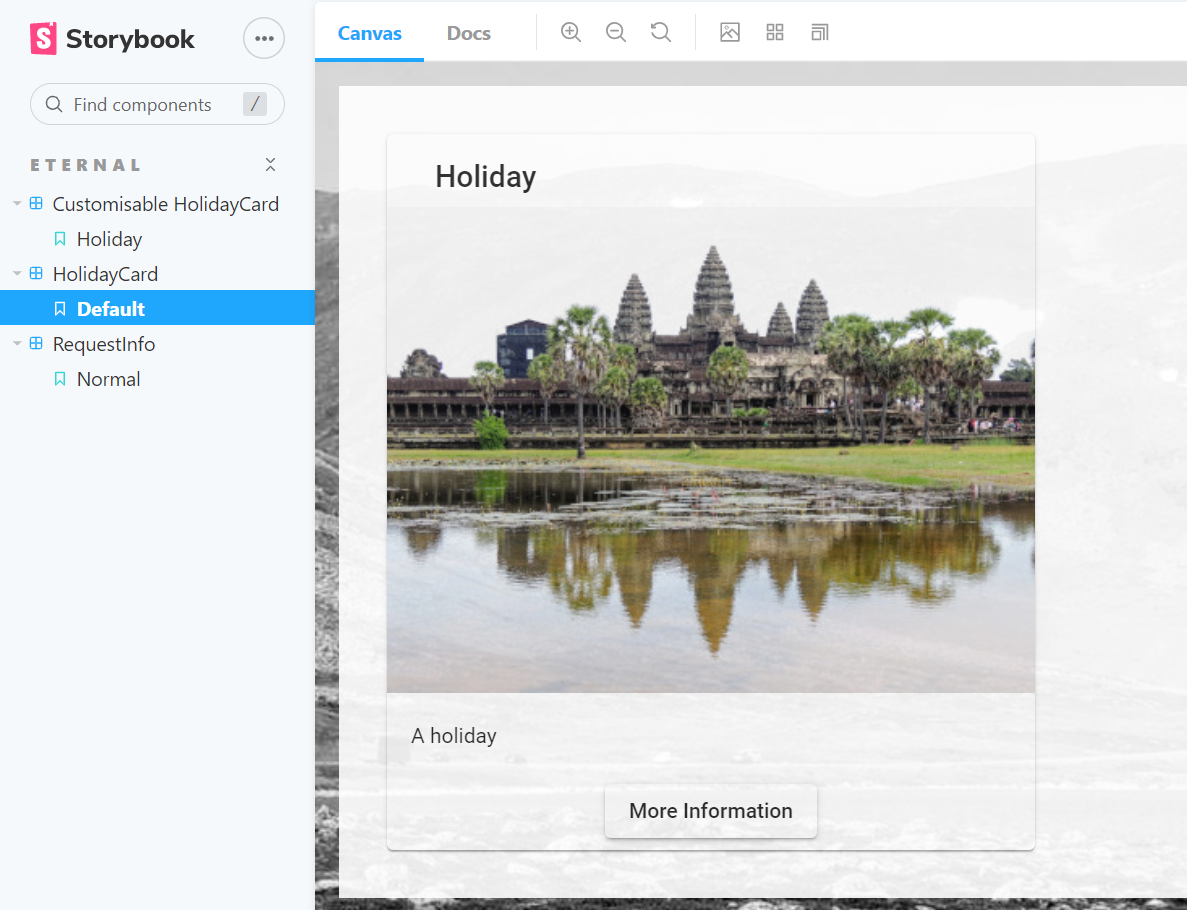 Storybook
Find components /
ETERNAL
Customisable HolidayCard
Holiday
HolidayCard
Default
RequestInfo
Normal
Canvas Docs
Holiday
A holiday
More Information